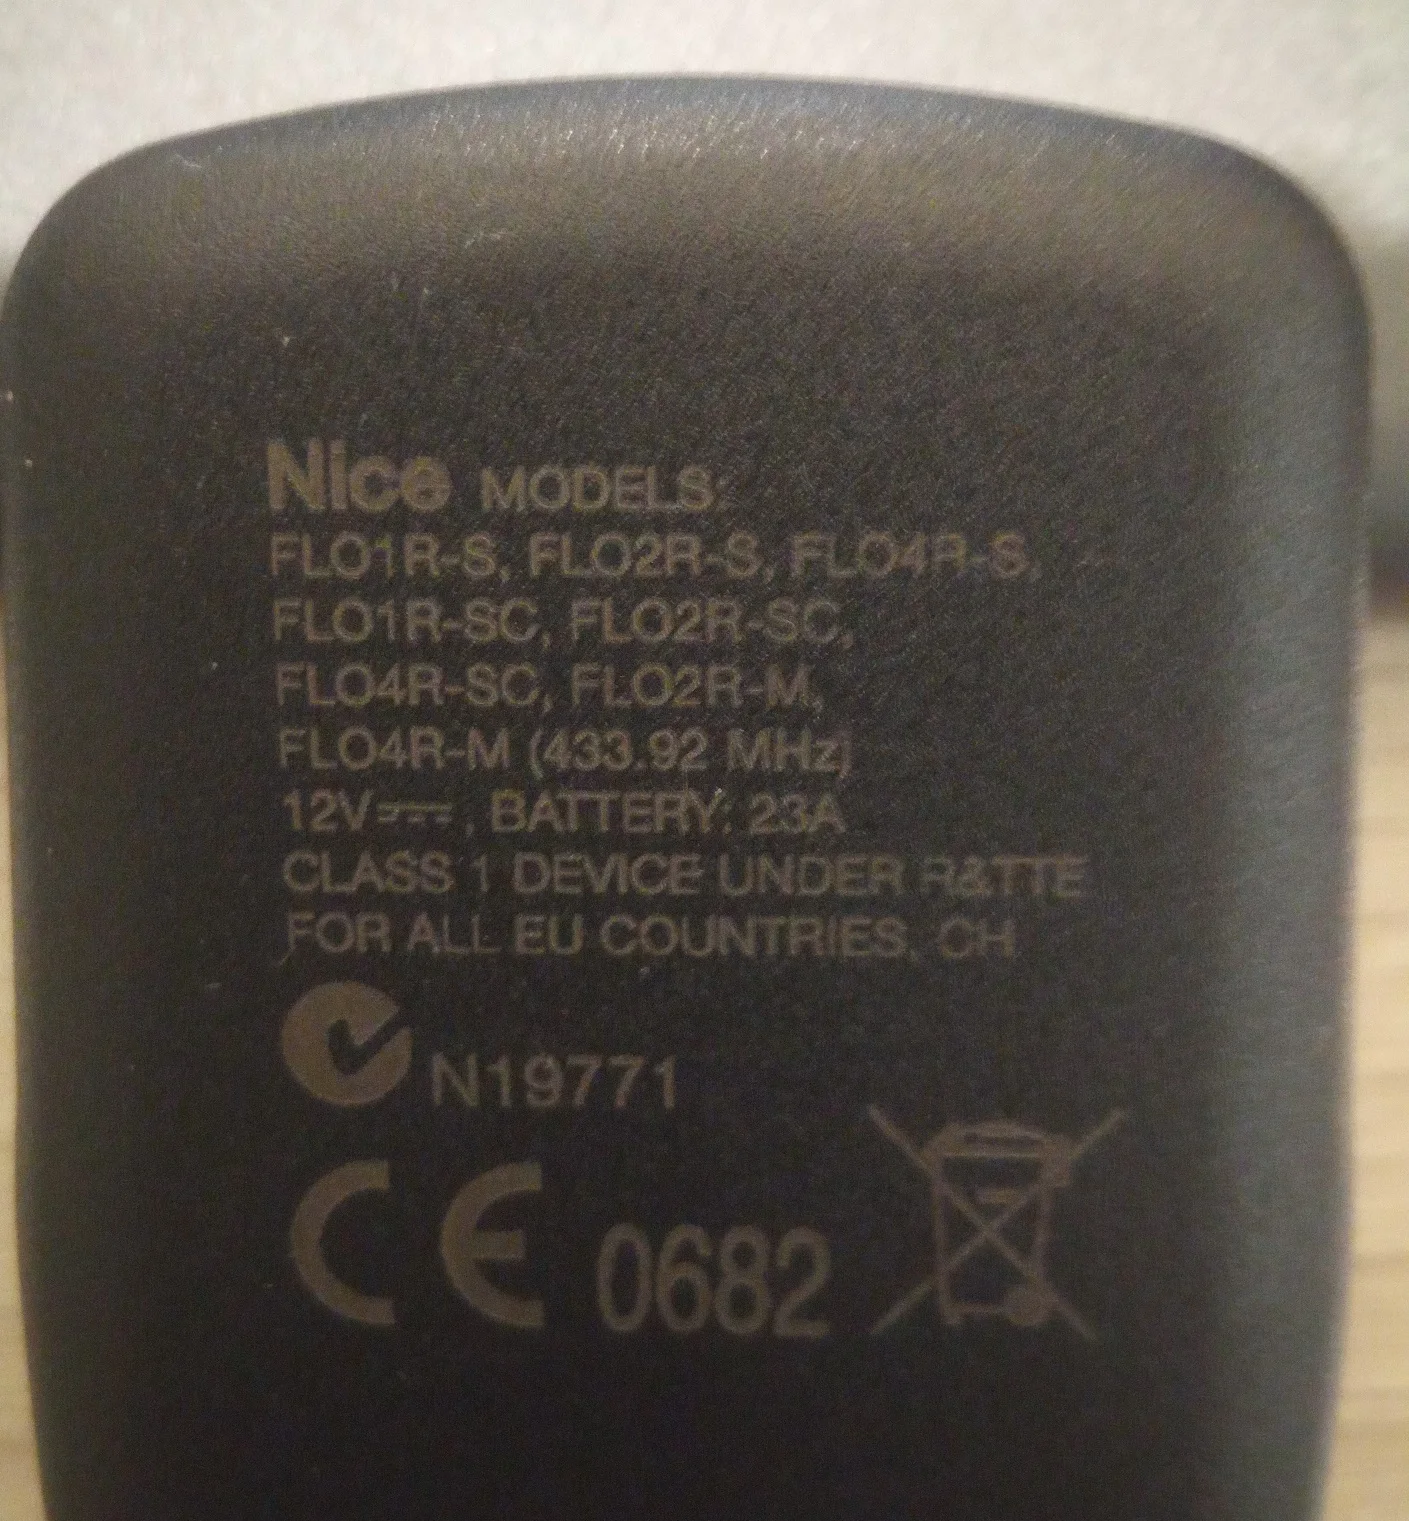 Nice MODELS:
FLO1R-S, FLO2R-S, FLO4R-S,
FLO1R-SC, FLO2R-SC,
FLO4R-SC, FLO2R-M,
FLO4R-M (433.92 MHz)
12V⎓, BATTERY: 23A
CLASS 1 DEVICE UNDER R&TTE
FOR ALL EU COUNTRIES, CH
N19771
CE 0682